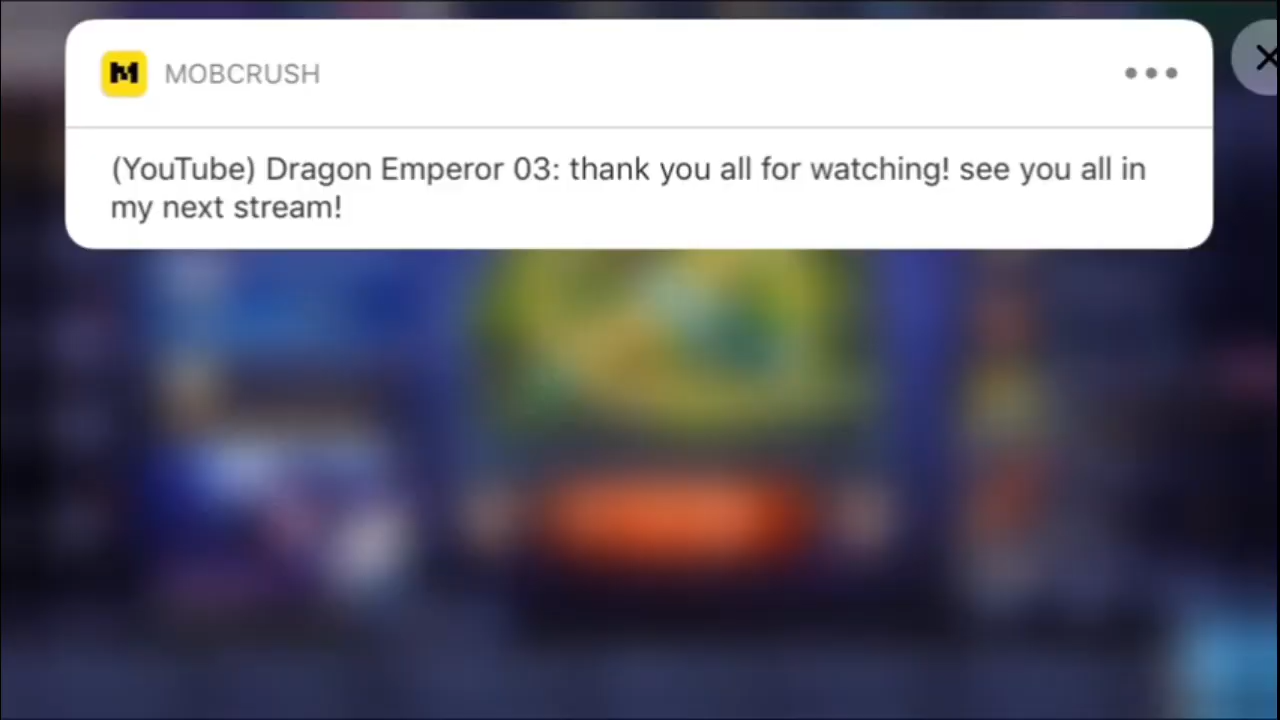 M MOBCRUSH
(YouTube) Dragon Emperor 03: thank you all for watching! see you all in
my next stream!